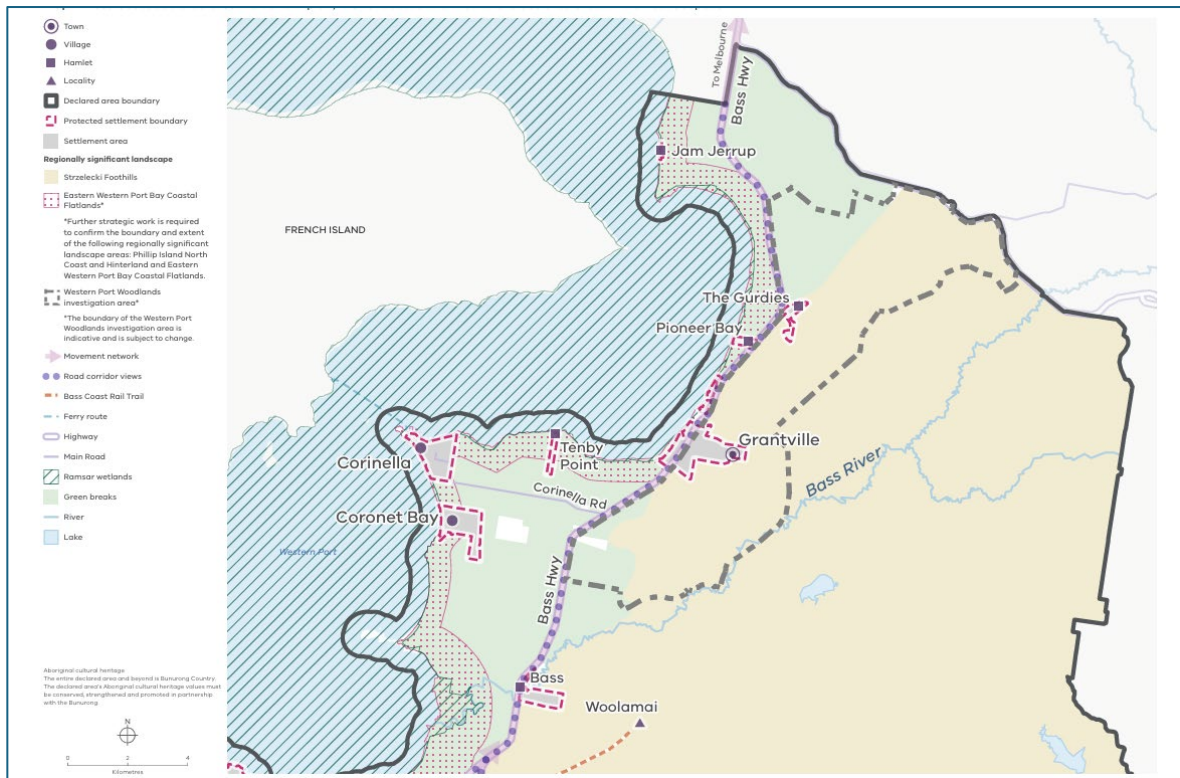 Town
Village
Hamlet
Locality
Declared area boundary
Protected settlement boundary
Settlement area
Regionally significant landscape
Strzelecki Foothills
Eastern Western Port Bay Coastal
Flatlands*
*Further strategic work is required
to confirm the boundary and extent
of the following regionally significant
landscape areas: Phillip Island North
Coast and Hinterland and Eastern
Western Port Bay Coastal Flatlands.
Western Port Woodlands
investigation area*
*The boundary of the Western Port
Woodlands investigation area is
indicative and is subject to change.
Movement network
Road corridor views
Bass Coast Rail Trail
Ferry route
Highway
Main Road
Ramsar wetlands
Green breaks
River
Lake
Aboriginal cultural heritage
The entire declared area and beyond is Bunurong Country.
The declared area's Aboriginal cultural heritage values must
be conserved, strengthened and promoted in partnership
with the Bunurong
N
0 2 4
Kilometres
To Melbourne
Bass Hwy
Jam Jerrup
FRENCH ISLAND
The Gurdies
Pioneer Bay
Grantville
Tenby
Point
Corinella
Corinella Rd
Bass River
Coronet Bay
Western Port
Bass Hwy
Bass
Woolamai